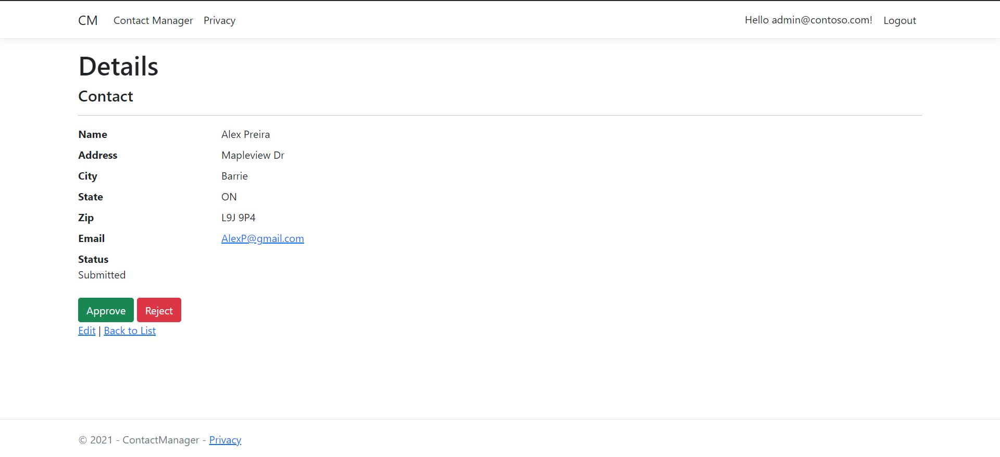 CM Contact Manager Privacy Hello admin@contoso.com! Logout
Details
Contact
Name Alex Preira
Address Mapleview Dr
City Barrie
State ON
Zip L9J 9P4
Email AlexP@gmail.com
Status
Submitted
Approve Reject
Edit | Back to List
© 2021 - ContactManager - Privacy